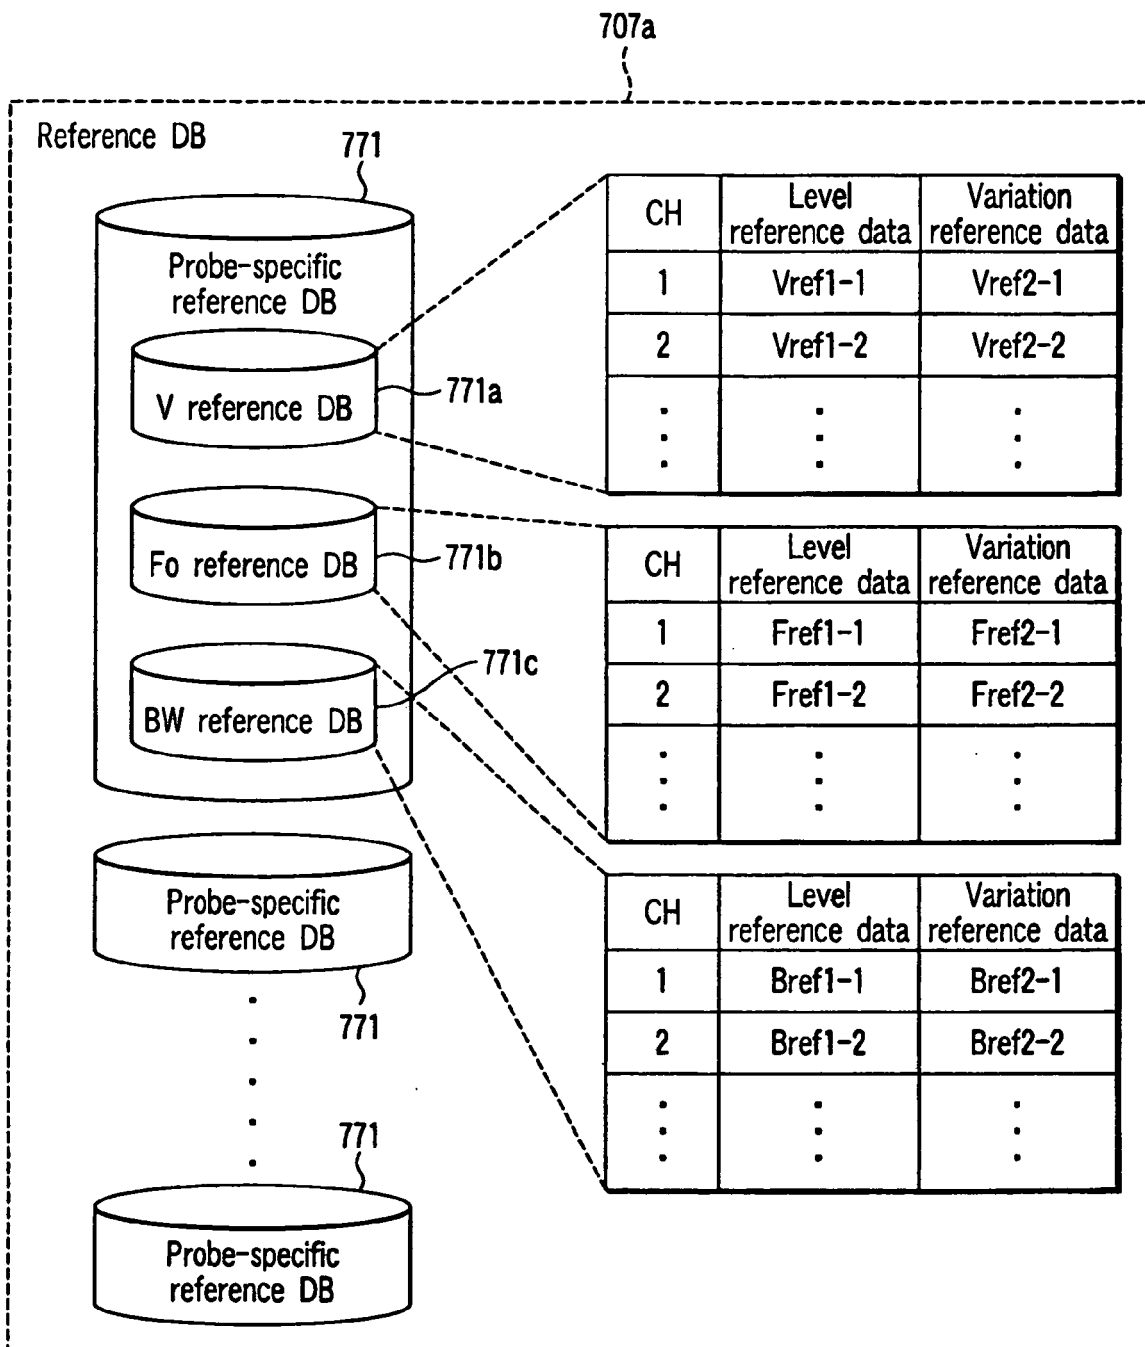 707a
Reference DB
771
Probe-specific
reference DB
V reference DB
771a
Fo reference DB
771b
BW reference DB
771c
CH Level reference data Variation reference data
1 Vref1-1 Vref2-1
2 Vref1-2 Vref2-2
CH Level reference data Variation reference data
1 Fref1-1 Fref2-1
2 Fref1-2 Fref2-2
CH Level reference data Variation reference data
1 Bref1-1 Bref2-1
2 Bref1-2 Bref2-2
Probe-specific
reference DB
771
771
Probe-specific
reference DB